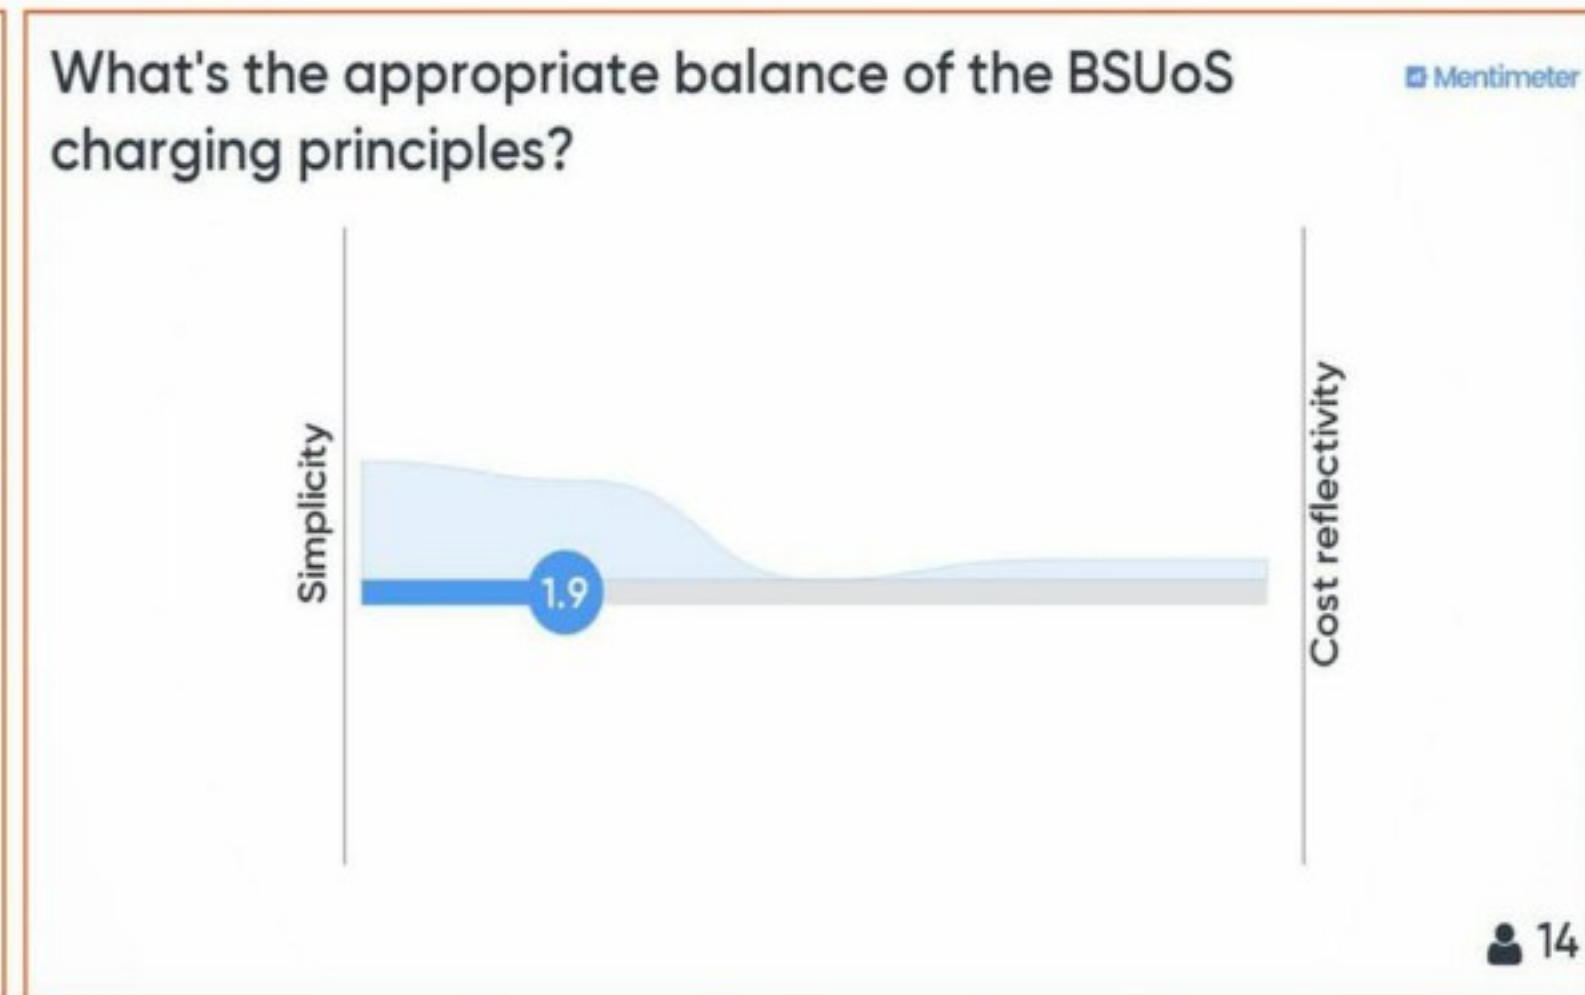 What's the appropriate balance of the BSUoS
charging principles?
Mentimeter
Simplicity
1.9
Cost reflectivity
14